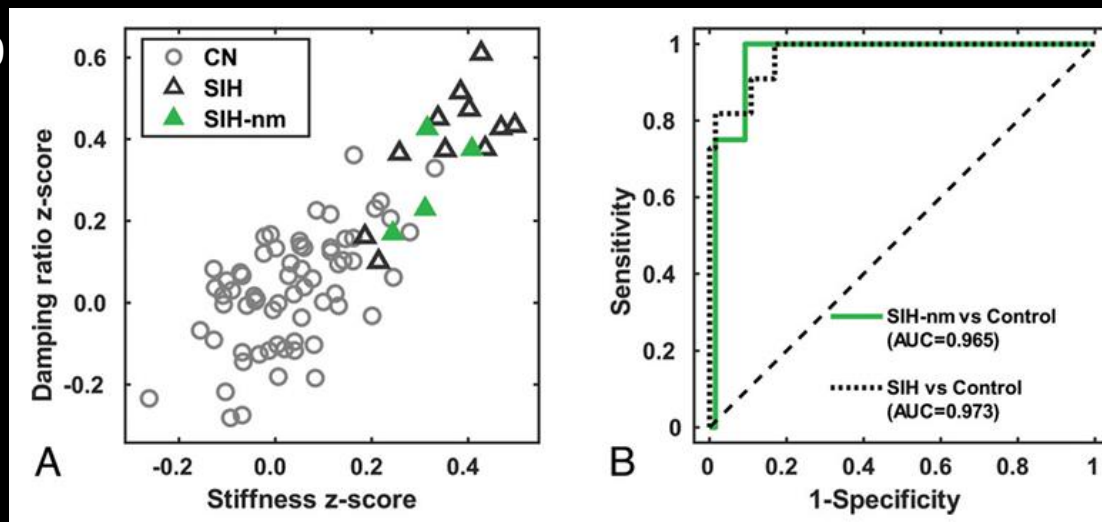 Damping ratio z-score
0.6
0.4
0.2
0.0
-0.2
CN
SIH
SIH-nm
-0.2
0.0
0.2
0.4
Stiffness z-score
A
Sensitivity
1
0.8
0.6
0.4
0.2
0
SIH-nm vs Control
(AUC=0.965)
SIH vs Control
(AUC=0.973)
0
0.2
0.4
0.6
0.8
1
1-Specificity
B